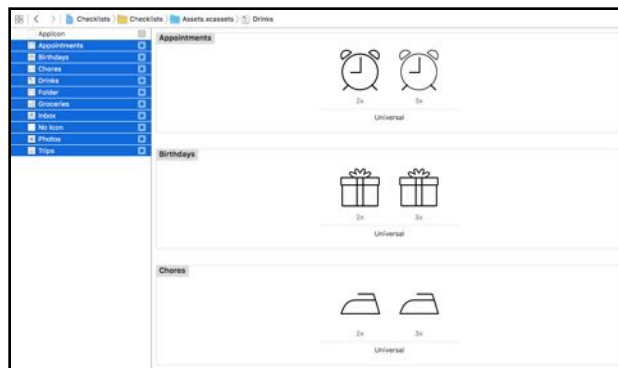 Checklists Checklists Assets.xcassets Drinks
AppIcon
Appointments
Birthdays
Chores
Drinks
Folder
Groceries
Inbox
No Icon
Photos
Trips
Appointments
2x 3x
Universal
Birthdays
2x 3x
Universal
Chores
2x 3x
Universal